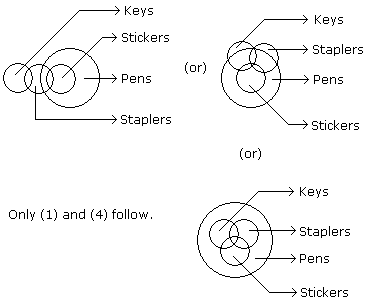 Keys
Stickers
Pens
Staplers
(or)
Keys
Staplers
Pens
Stickers
(or)
Only (1) and (4) follow.
Keys
Staplers
Pens
Stickers